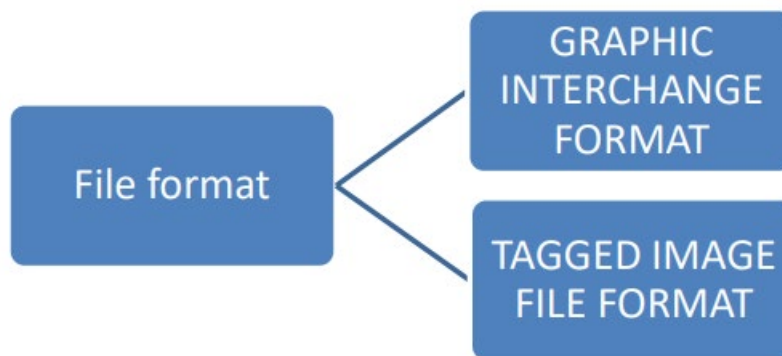 File format
GRAPHIC
INTERCHANGE
FORMAT
TAGGED IMAGE
FILE FORMAT